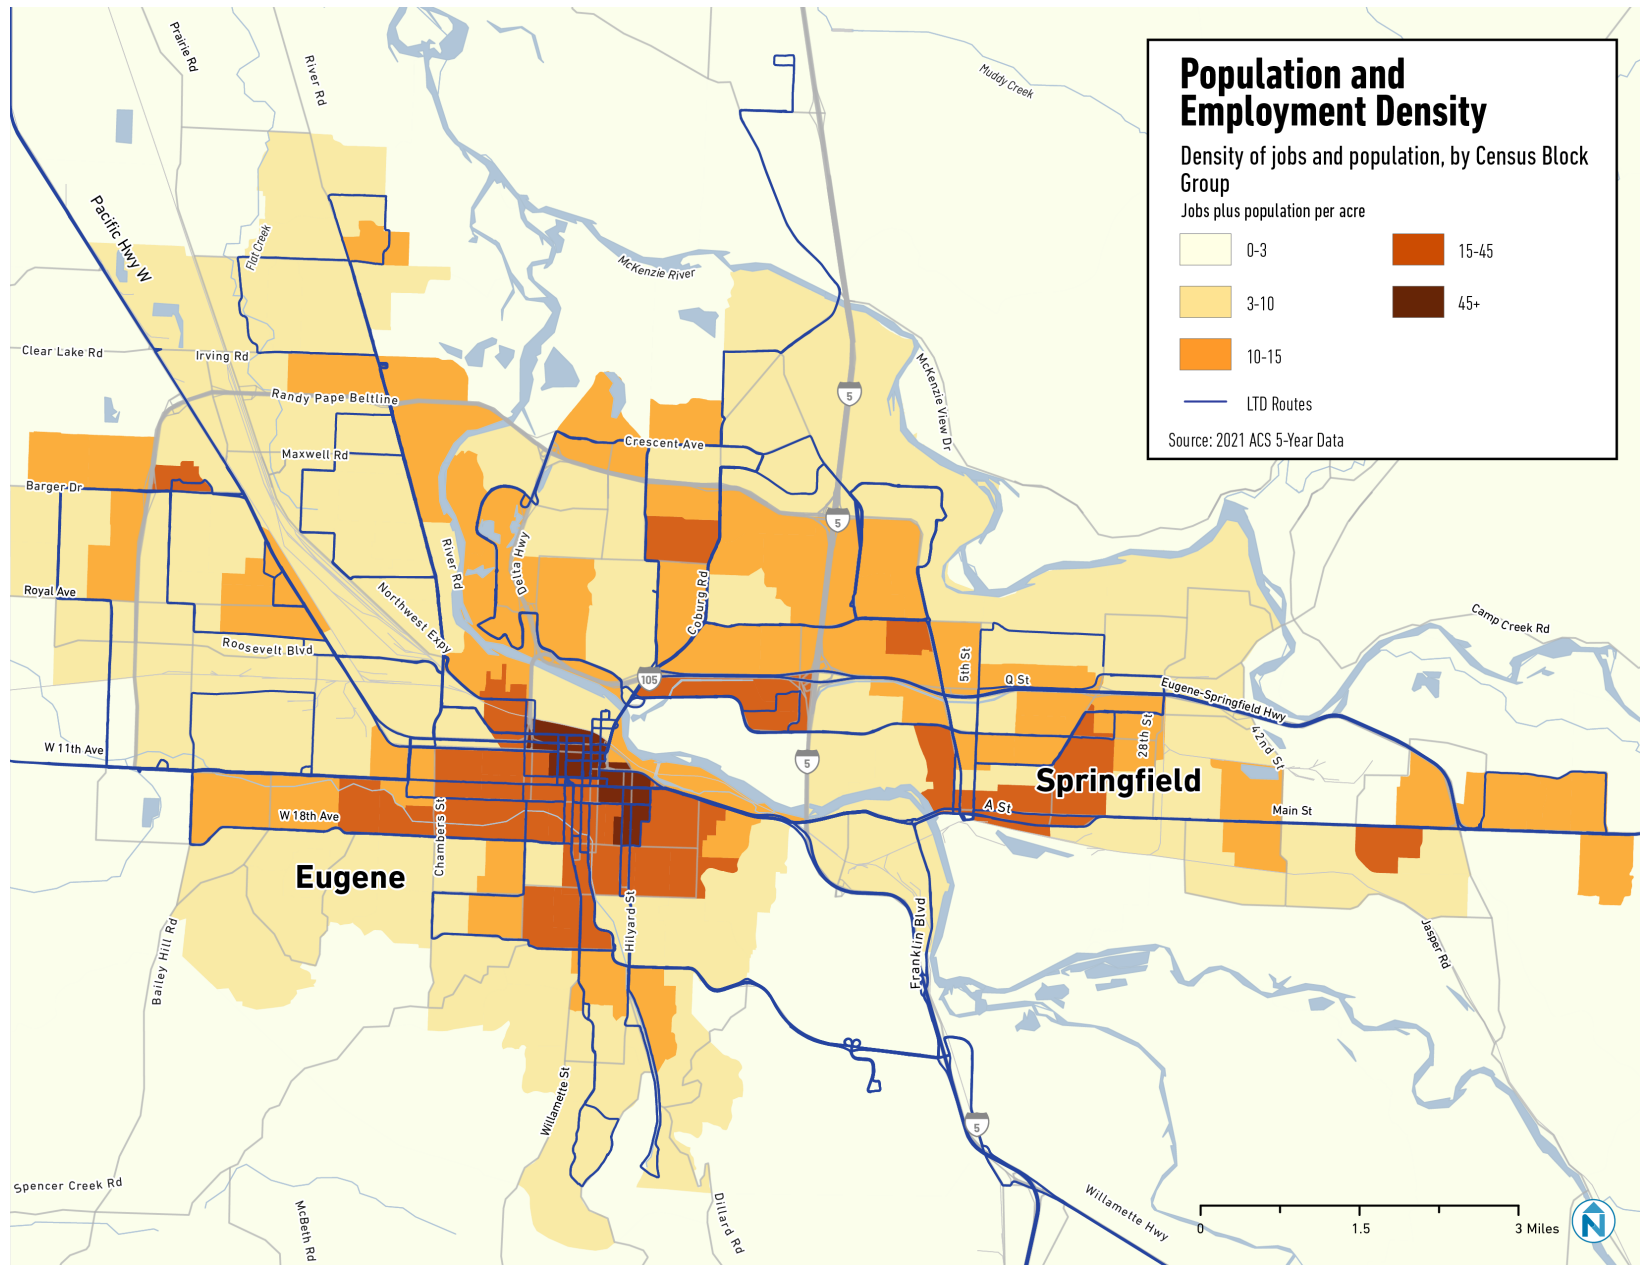 Population and
Employment Density
Density of jobs and population, by Census Block
Group
Jobs plus population per acre
0-3
15-45
3-10
45+
10-15
LTD Routes
Source: 2021 ACS 5-Year Data
Prairie Rd
River Rd
Muddy Creek
Pacific Hwy W
Flat Creek
McKenzie River
Clear Lake Rd
Irving Rd
Randy Pape Beltline
McKenzie View Dr
5
Crescent Ave
Maxwell Rd
Barger Dr
5
River Rd
Delta Hwy
Coburg Rd
Royal Ave
Northwest Expy
Camp Creek Rd
Roosevelt Blvd
5th St
105
Q St
Eugene-Springfield Hwy
28th St
42nd St
W 11th Ave
5
Springfield
A St
Main St
W 18th Ave
Chambers St
Eugene
Hilyard St
Franklin Blvd
Bailey Hill Rd
Jasper Rd
Willamette St
5
Spencer Creek Rd
McBeth Rd
Dillard Rd
Willamette Hwy
0
1.5
3 Miles
N